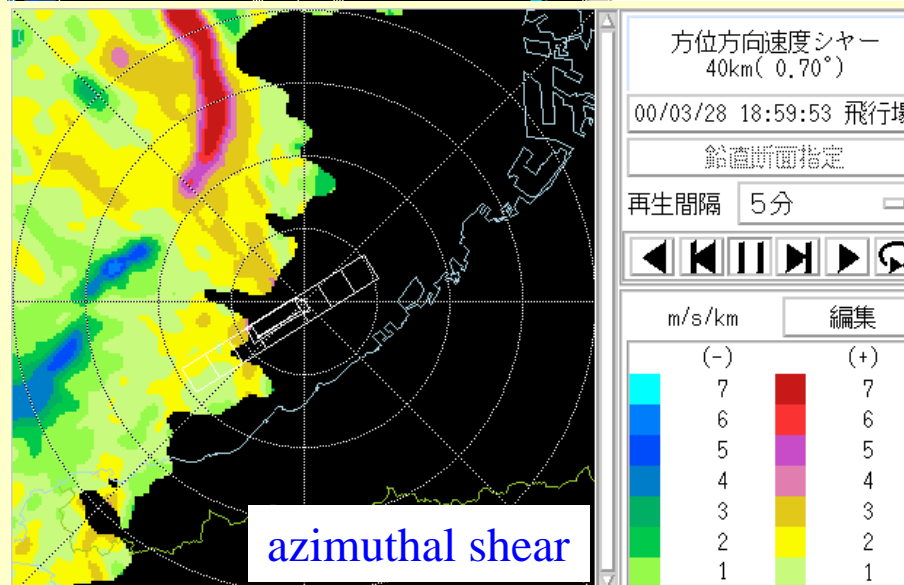 方位方向速度シヤー
40km( 0.70°)
00/03/28 18:59:53 飛行場
鉛直断面指定
再生間隔 5分
m/s/km 編集
(-) (+)
7 7
6 6
5 5
4 4
3 3
2 2
1 1
azimuthal shear